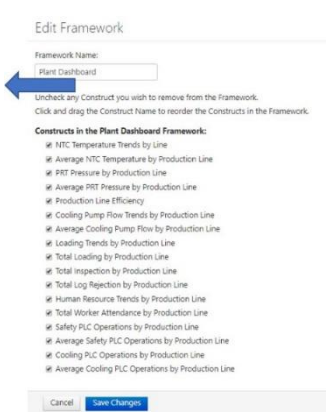 Edit Framework
Framework Name:
Plant Dashboard
Uncheck any Construct you wish to remove from the Framework.
Click and drag the Construct Name to reorder the Constructs in the Framework.
Constructs in the Plant Dashboard Framework:
NTC Temperature Trends by Line
Average NTC Temperature by Production Line
PRT Pressure by Production Line
Average PRT Pressure by Production Line
Production Line Efficiency
Cooling Pump Flow Trends by Production Line
Average Cooling Pump Flow by Production Line
Loading Trends by Production Line
Total Loading by Production Line
Total Inspection by Production Line
Total Log Rejection by Production Line
Human Resource Trends by Production Line
Total Worker Attendance by Production Line
Safety PLC Operations by Production Line
Average Safety PLC Operations by Production Line
Cooling PLC Operations by Production Line
Average Cooling PLC Operations by Production Line
Cancel Save Changes